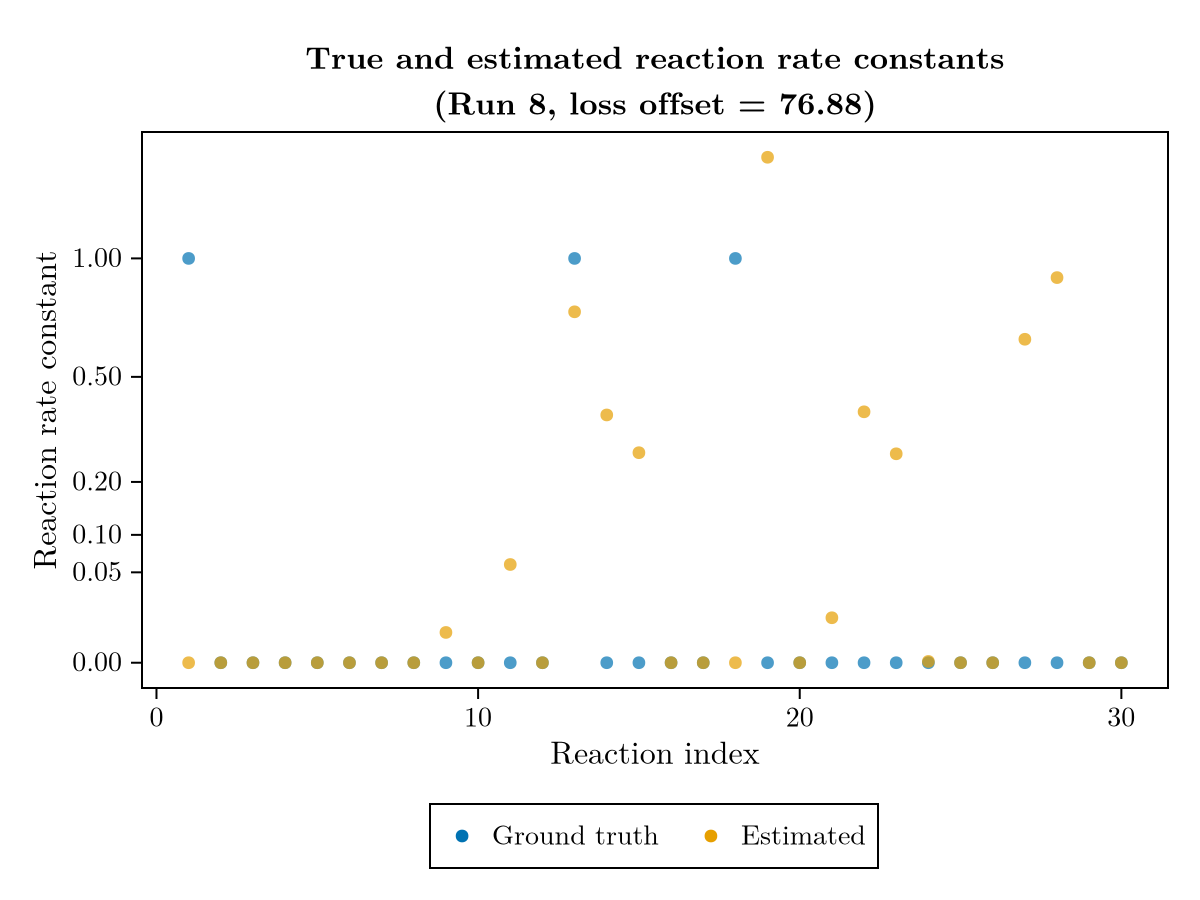 True and estimated reaction rate constants
(Run 8, loss offset = 76.88)
Reaction rate constant
1.00
0.50
0.20
0.10
0.05
0.00
0 10 20 30
Reaction index
Ground truth Estimated